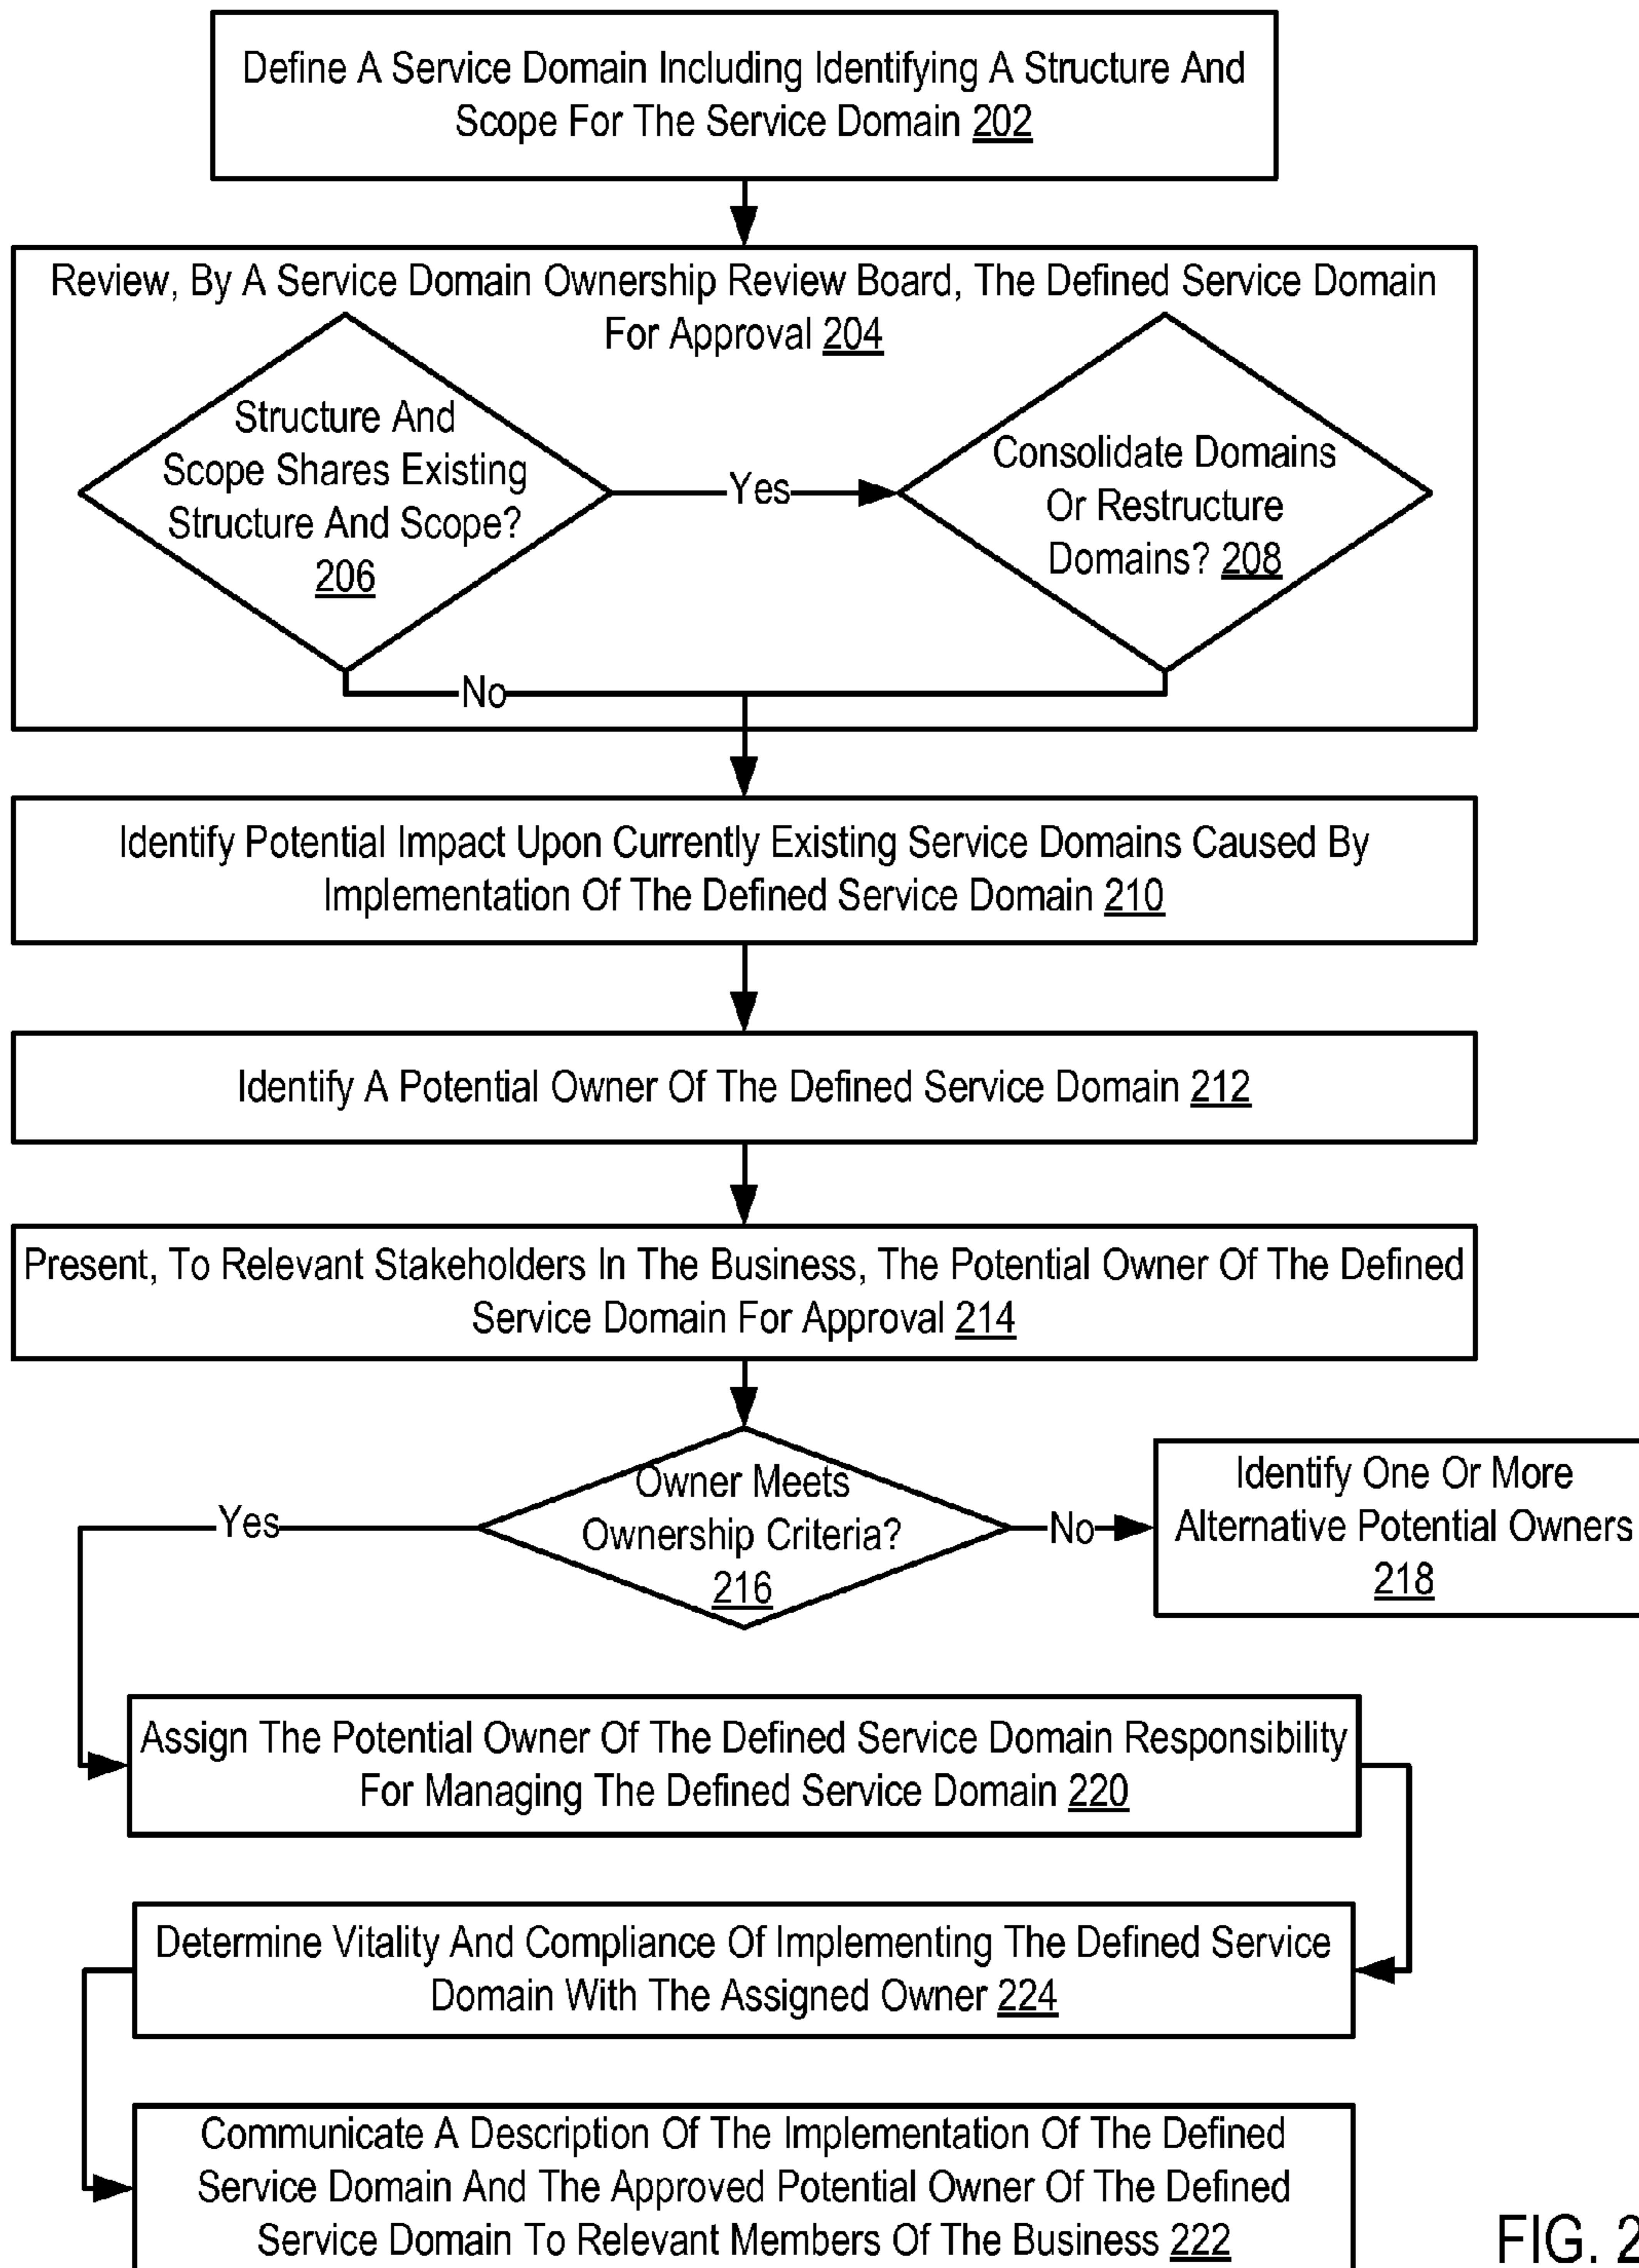 Define A Service Domain Including Identifying A Structure And
Scope For The Service Domain 202
Review, By A Service Domain Ownership Review Board, The Defined Service Domain
For Approval 204
Structure And
Scope Shares Existing
Structure And Scope?
206
Yes
Consolidate Domains
Or Restructure
Domains? 208
No
Identify Potential Impact Upon Currently Existing Service Domains Caused By
Implementation Of The Defined Service Domain 210
Identify A Potential Owner Of The Defined Service Domain 212
Present, To Relevant Stakeholders In The Business, The Potential Owner Of The Defined
Service Domain For Approval 214
Owner Meets
Ownership Criteria?
216
Yes
No
Identify One Or More
Alternative Potential Owners
218
Assign The Potential Owner Of The Defined Service Domain Responsibility
For Managing The Defined Service Domain 220
Determine Vitality And Compliance Of Implementing The Defined Service
Domain With The Assigned Owner 224
Communicate A Description Of The Implementation Of The Defined
Service Domain And The Approved Potential Owner Of The Defined
Service Domain To Relevant Members Of The Business 222
FIG. 2